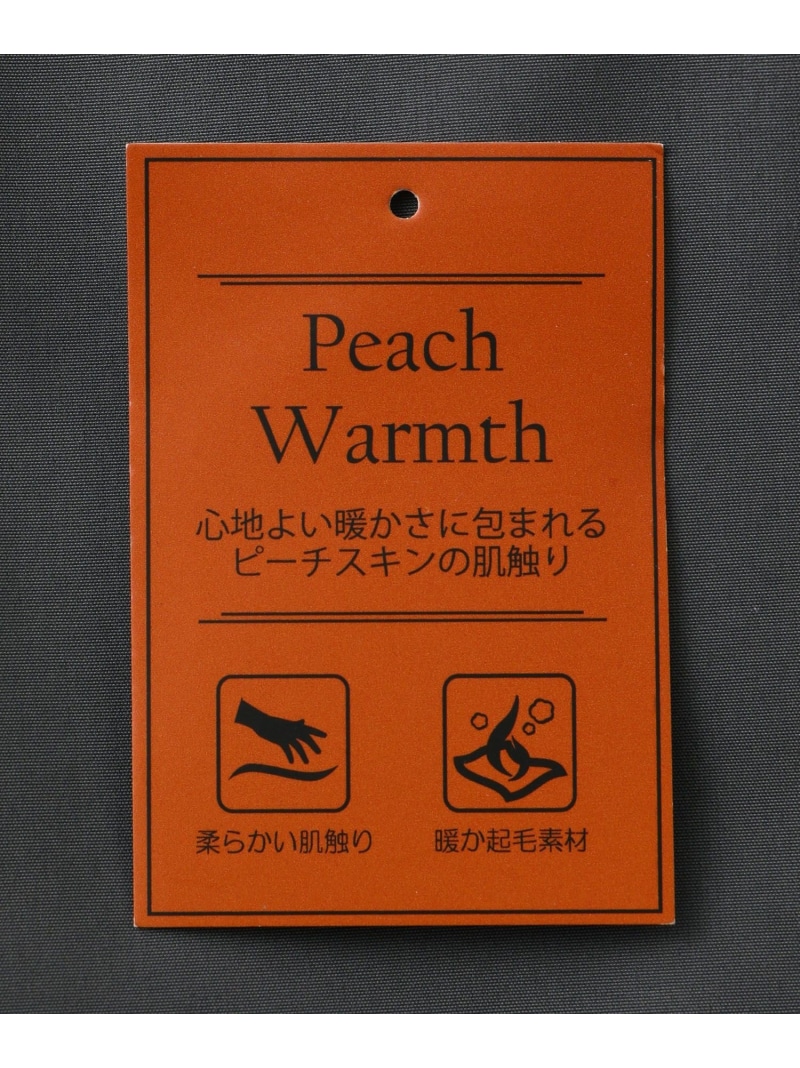 Peach
Warmth
心地よい暖かさに包まれる
ピーチスキンの肌触り
柔らかい肌触り
暖か起毛素材